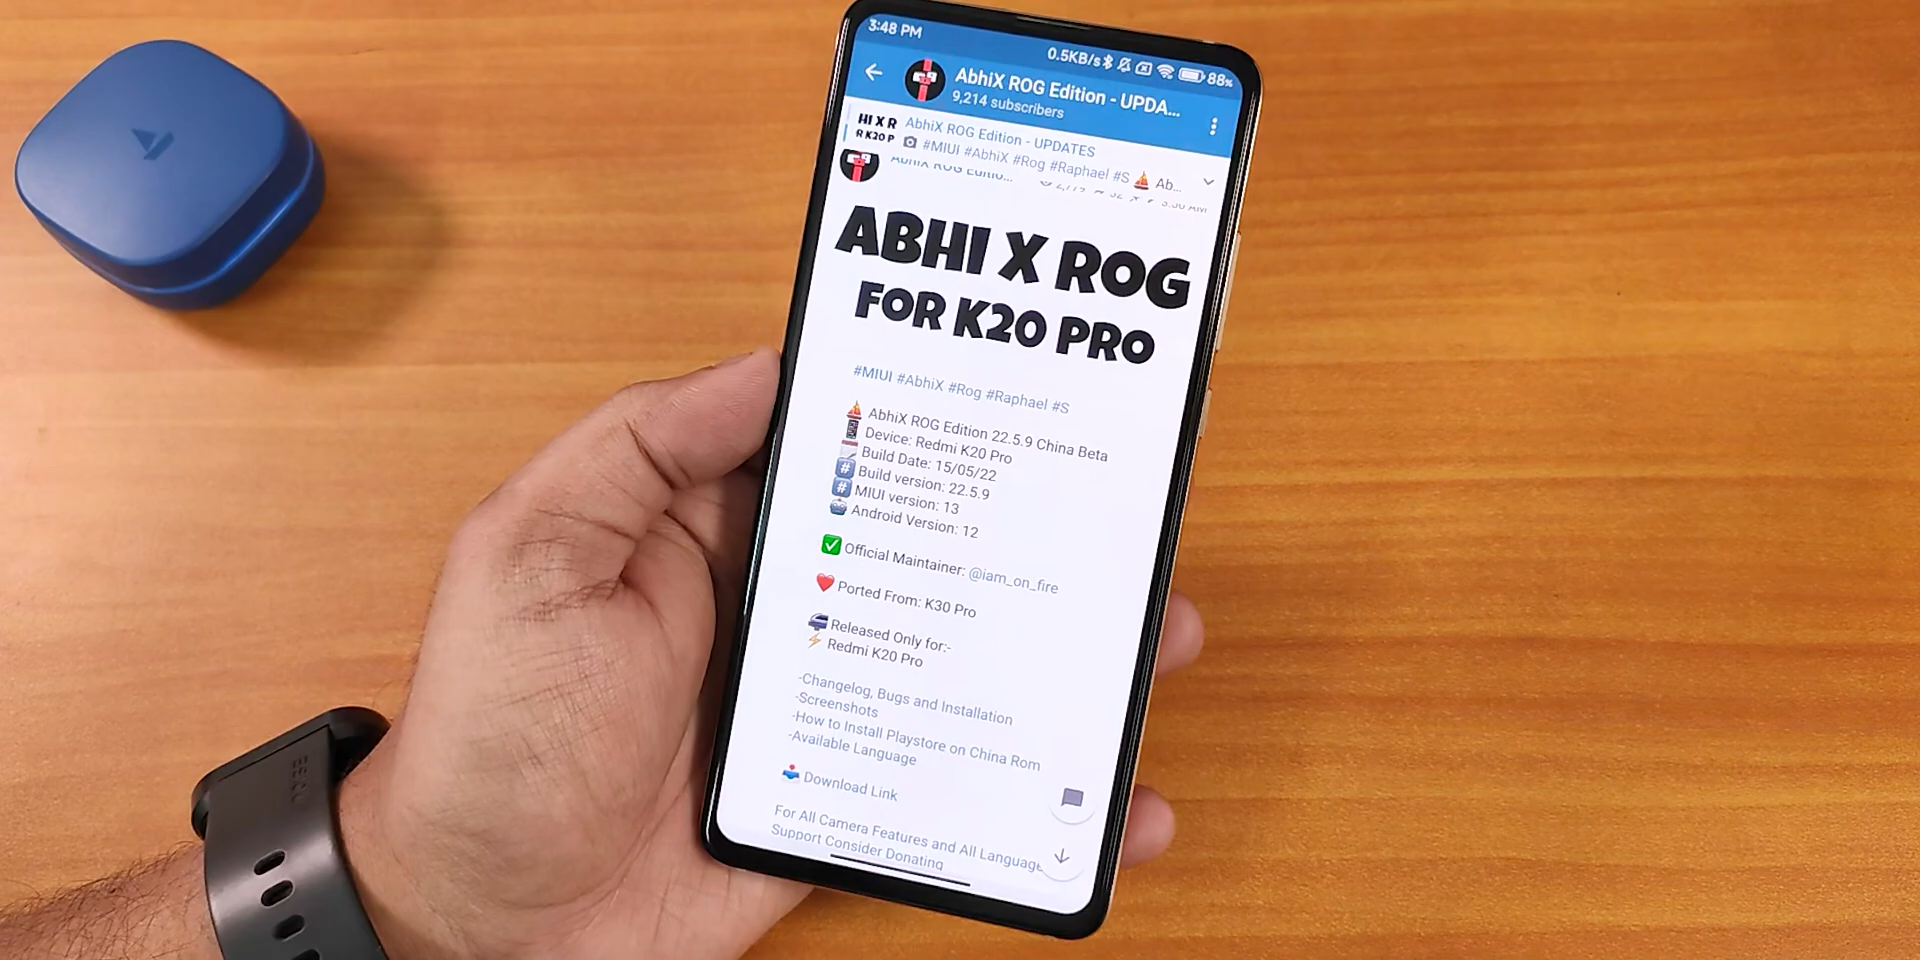 3:48 PM
0.5KB/s 88%
AbhiX ROG Edition - UPDA...
9,214 subscribers
HI X R
R K20 P
AbhiX ROG Edition - UPDATES
#MIUI #AbhiX #Rog #Raphael #S ⛵ Ab...
ABHI X ROG
FOR K20 PRO
#MIUI #AbhiX #Rog #Raphael #S
AbhiX ROG Edition 22.5.9 China Beta
Device: Redmi K20 Pro
Build Date: 15/05/22
Build version: 22.5.9
MIUI version: 13
Android Version: 12
Official Maintainer: @iam_on_fire
Ported From: K30 Pro
Released Only for:-
Redmi K20 Pro
-Changelog, Bugs and Installation
-Screenshots
-How to Install Playstore on China Rom
-Available Language
Download Link
For All Camera Features and All Language
Support Consider Donating